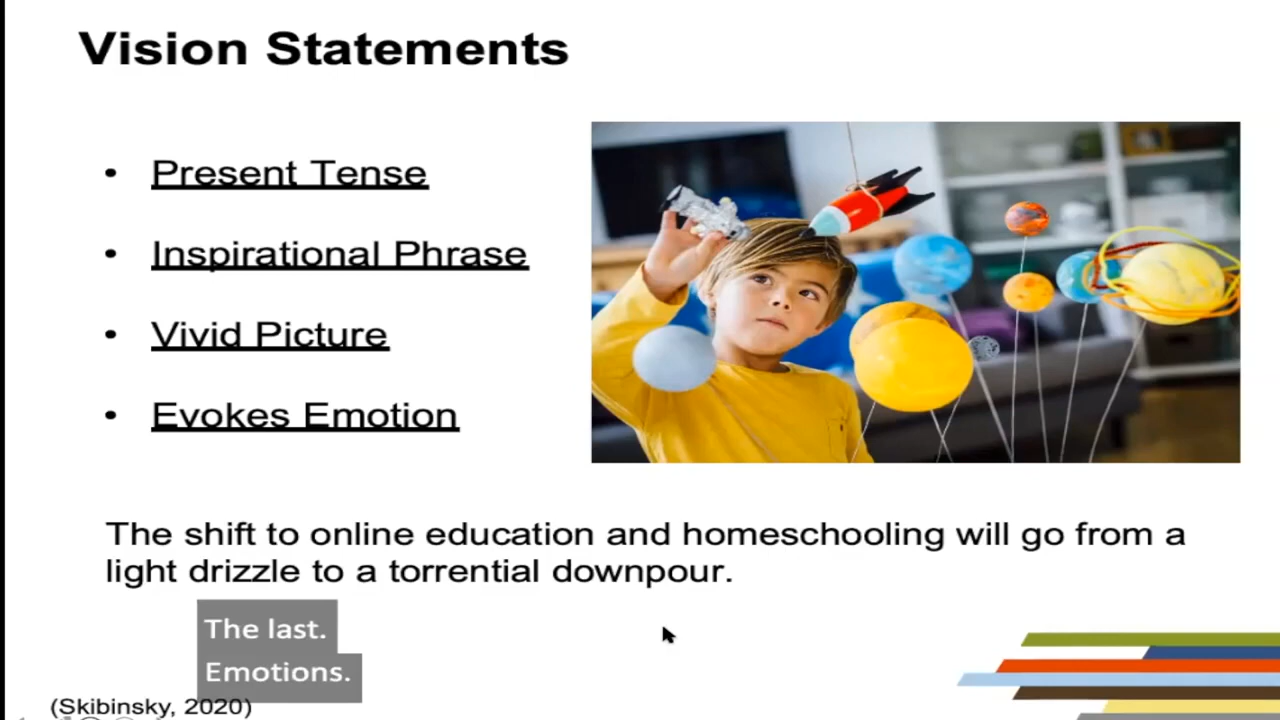 Vision Statements
• Present Tense
• Inspirational Phrase
• Vivid Picture
• Evokes Emotion
The shift to online education and homeschooling will go from a
light drizzle to a torrential downpour.
The last.
Emotions.
(Skibinsky, 2020)